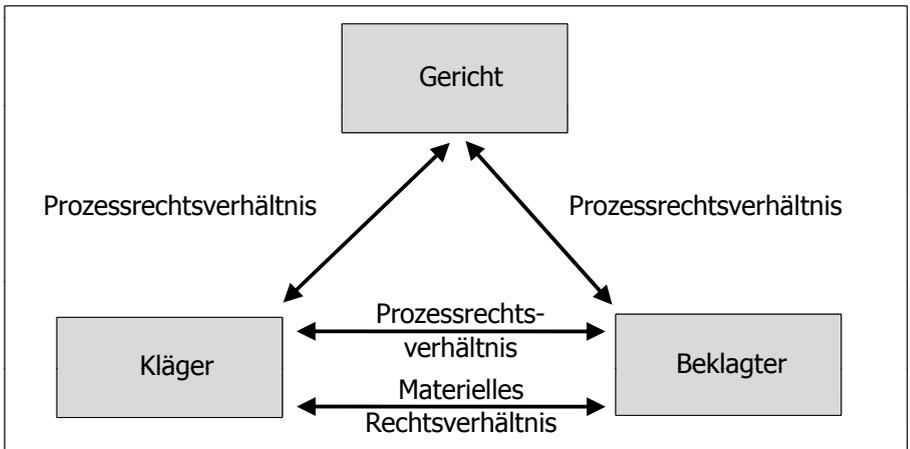 Gericht
Prozessrechtsverhältnis
Prozessrechtsverhältnis
Prozessrechts-
verhältnis
Kläger
Beklagter
Materielles
Rechtsverhältnis